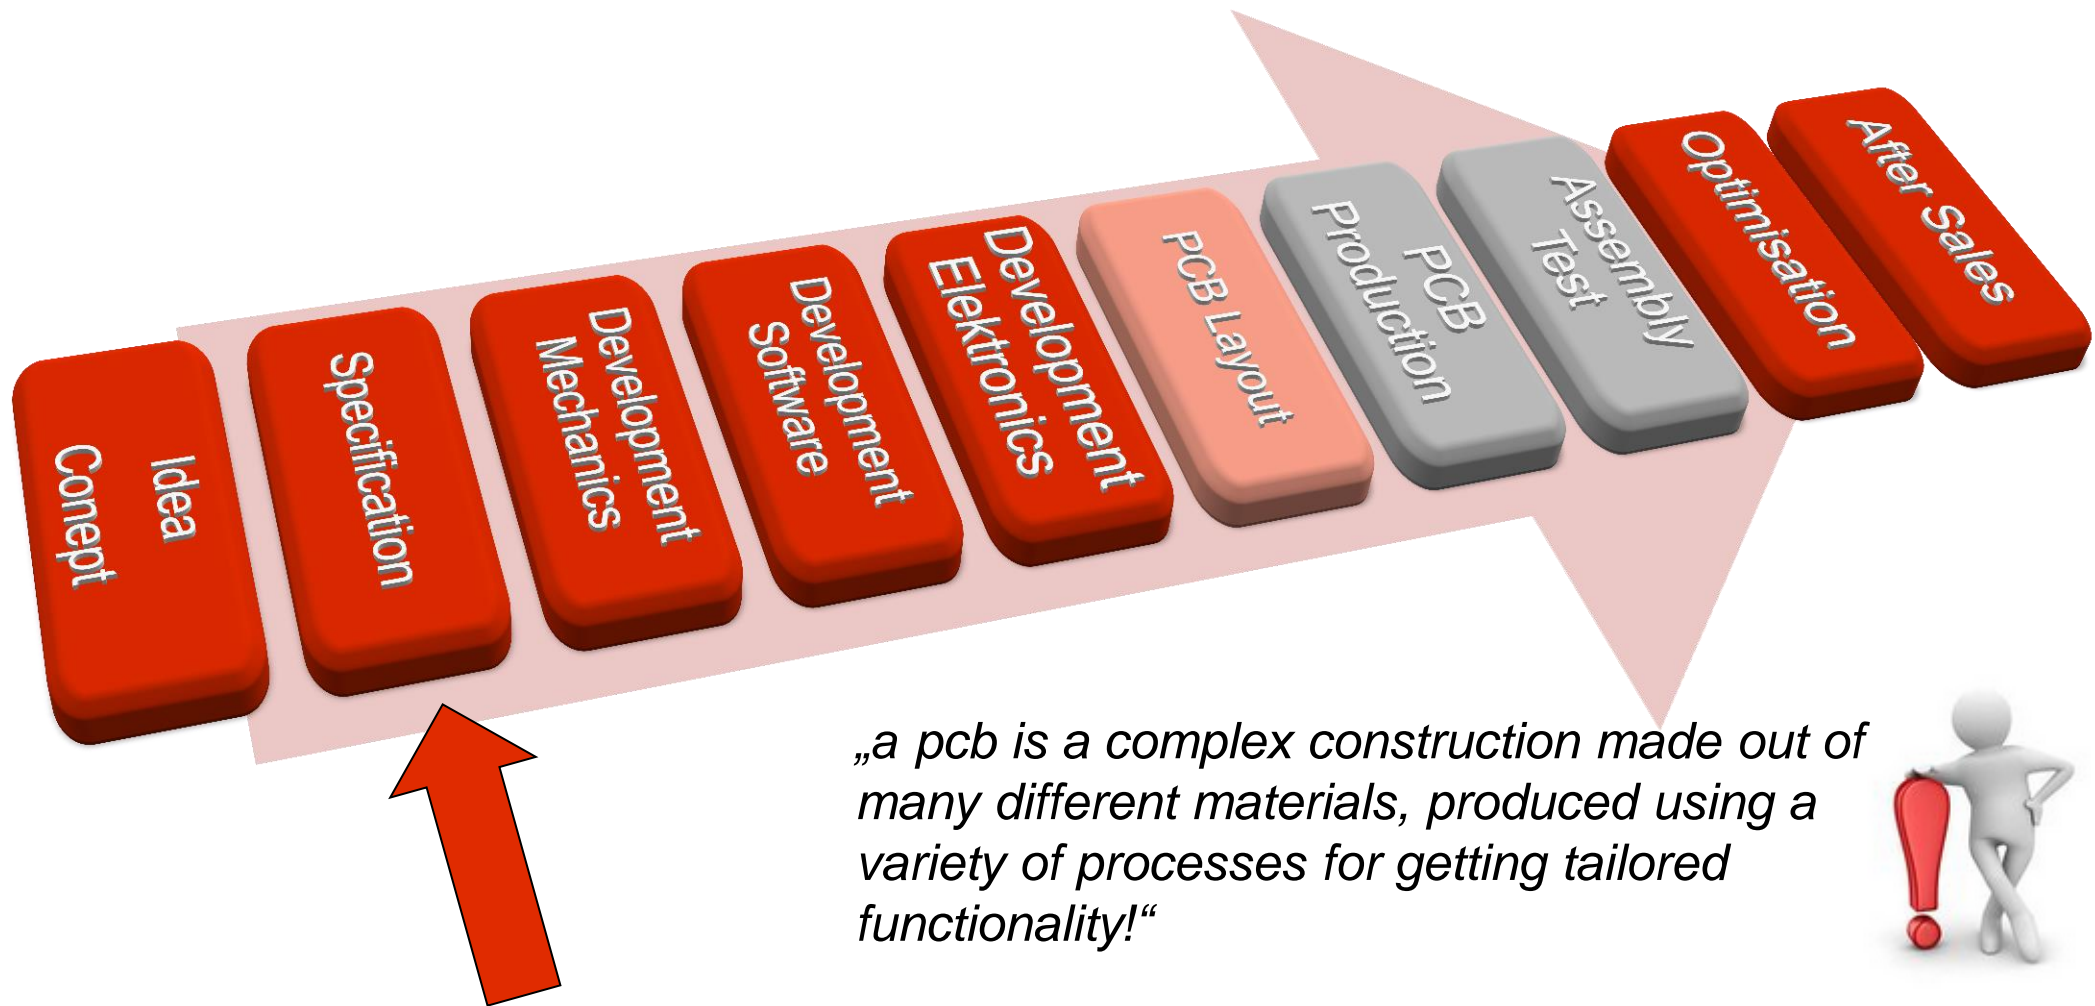 Idea
Conept
Specification
Development
Mechanics
Development
Software
Development
Elektronics
PCB Layout
PCB
Production
Assembly
Test
Optimisation
After Sales
„a pcb is a complex construction made out of
many different materials, produced using a
variety of processes for getting tailored
functionality!“